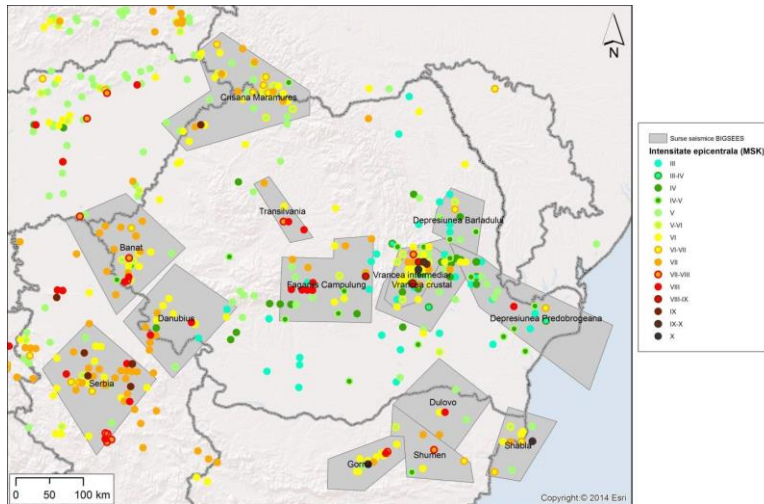 N
Crisana Maramures
Transilvania
Depresiunea Barladului
Banat
Vrancea intermediar
Vrancea crustal
Fagaras Campulung
Danubius
Depresiunea Predobrogeana
Serbia
Dulovo
Shabla
Shumen
Gorna
0 50 100 km
Copyright © 2014 Esri
Surse seismice BIGSEES
Intensitate epicentrala (MSK)
III
III-IV
IV
IV-V
V
V-VI
VI
VI-VII
VII
VII-VIII
VIII
VIII-IX
IX
IX-X
X